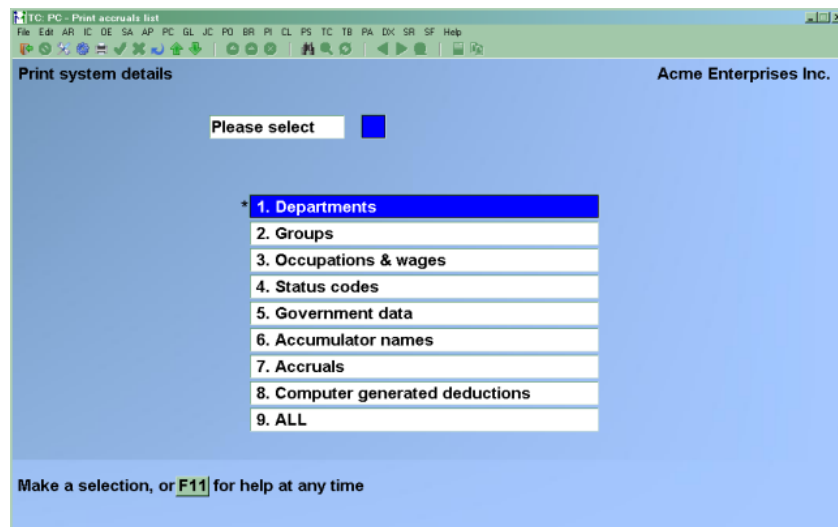 TC: PC - Print accruals list
File Edit AR IC OE SA AP PC GL JC PO BR PI CL PS TC TB PA DX SR SF Help
Print system details
Acme Enterprises Inc.
Please select
* 1. Departments
2. Groups
3. Occupations & wages
4. Status codes
5. Government data
6. Accumulator names
7. Accruals
8. Computer generated deductions
9. ALL
Make a selection, or F11 for help at any time